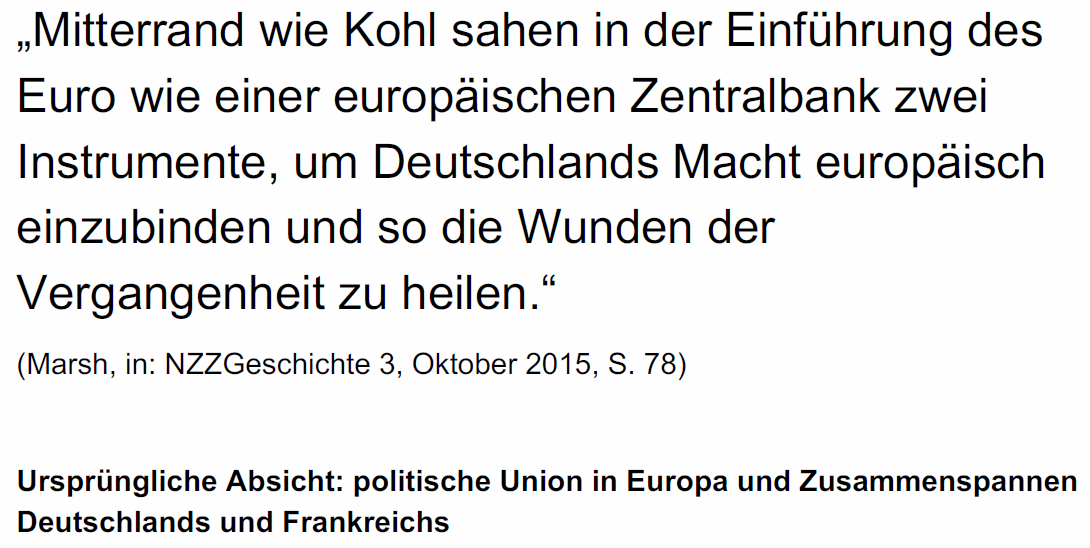 „Mitterrand wie Kohl sahen in der Einführung des
Euro wie einer europäischen Zentralbank zwei
Instrumente, um Deutschlands Macht europäisch
einzubinden und so die Wunden der
Vergangenheit zu heilen.“
(Marsh, in: NZZGeschichte 3, Oktober 2015, S. 78)
Ursprüngliche Absicht: politische Union in Europa und Zusammenspannen
Deutschlands und Frankreichs